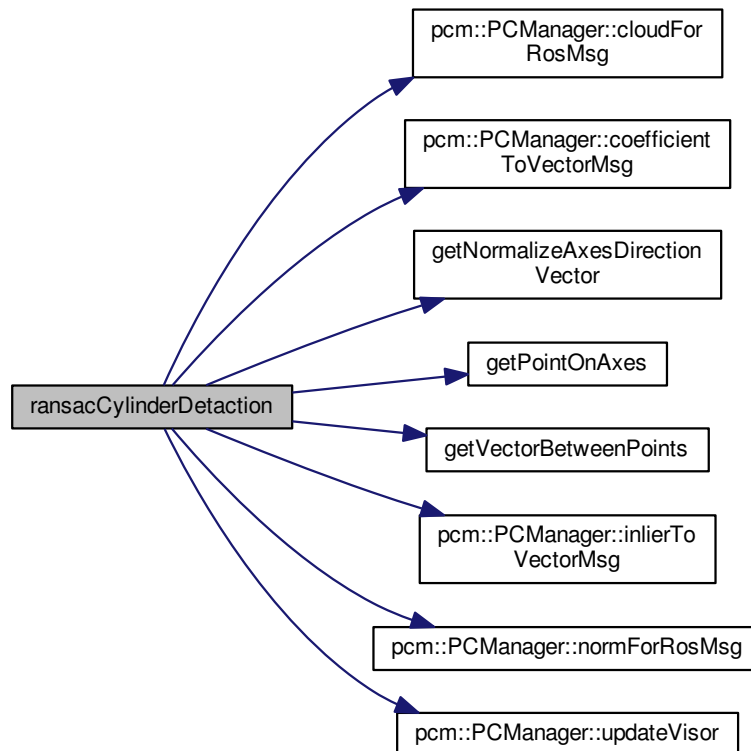 pcm::PCManager::cloudFor
RosMsg
pcm::PCManager::coefficient
ToVectorMsg
getNormalizeAxesDirection
Vector
getPointOnAxes
ransacCylinderDetaction
getVectorBetweenPoints
pcm::PCManager::inlierTo
VectorMsg
pcm::PCManager::normForRosMsg
pcm::PCManager::updateVisor